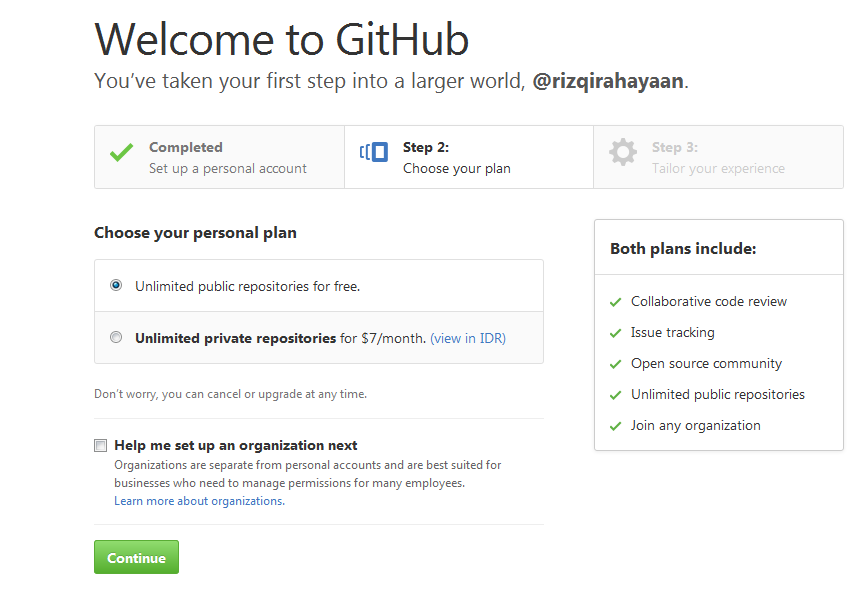 Welcome to GitHub
You’ve taken your first step into a larger world, @rizqirahayaan.
Completed
Set up a personal account
Step 2:
Choose your plan
Step 3:
Tailor your experience
Choose your personal plan
Unlimited public repositories for free.
Unlimited private repositories for $7/month. (view in IDR)
Don’t worry, you can cancel or upgrade at any time.
Help me set up an organization next
Organizations are separate from personal accounts and are best suited for
businesses who need to manage permissions for many employees.
Learn more about organizations.
Continue
Both plans include:
Collaborative code review
Issue tracking
Open source community
Unlimited public repositories
Join any organization